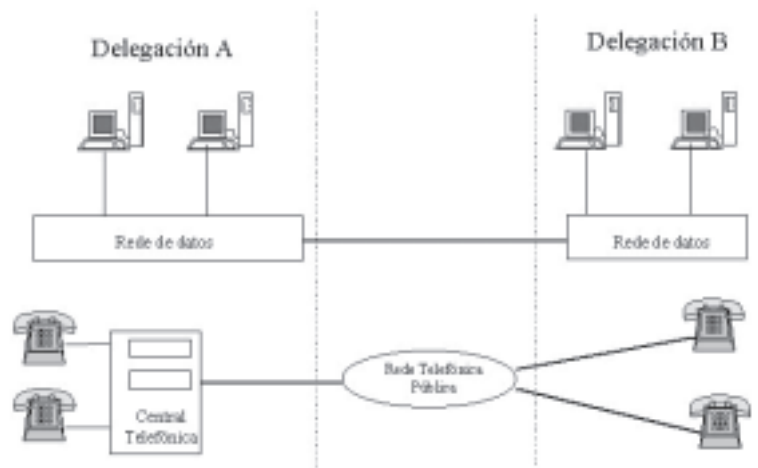 Delegación A
Delegación B
Rede de datos
Rede de datos
Rede Telefónica
Pública
Central
Telefónica